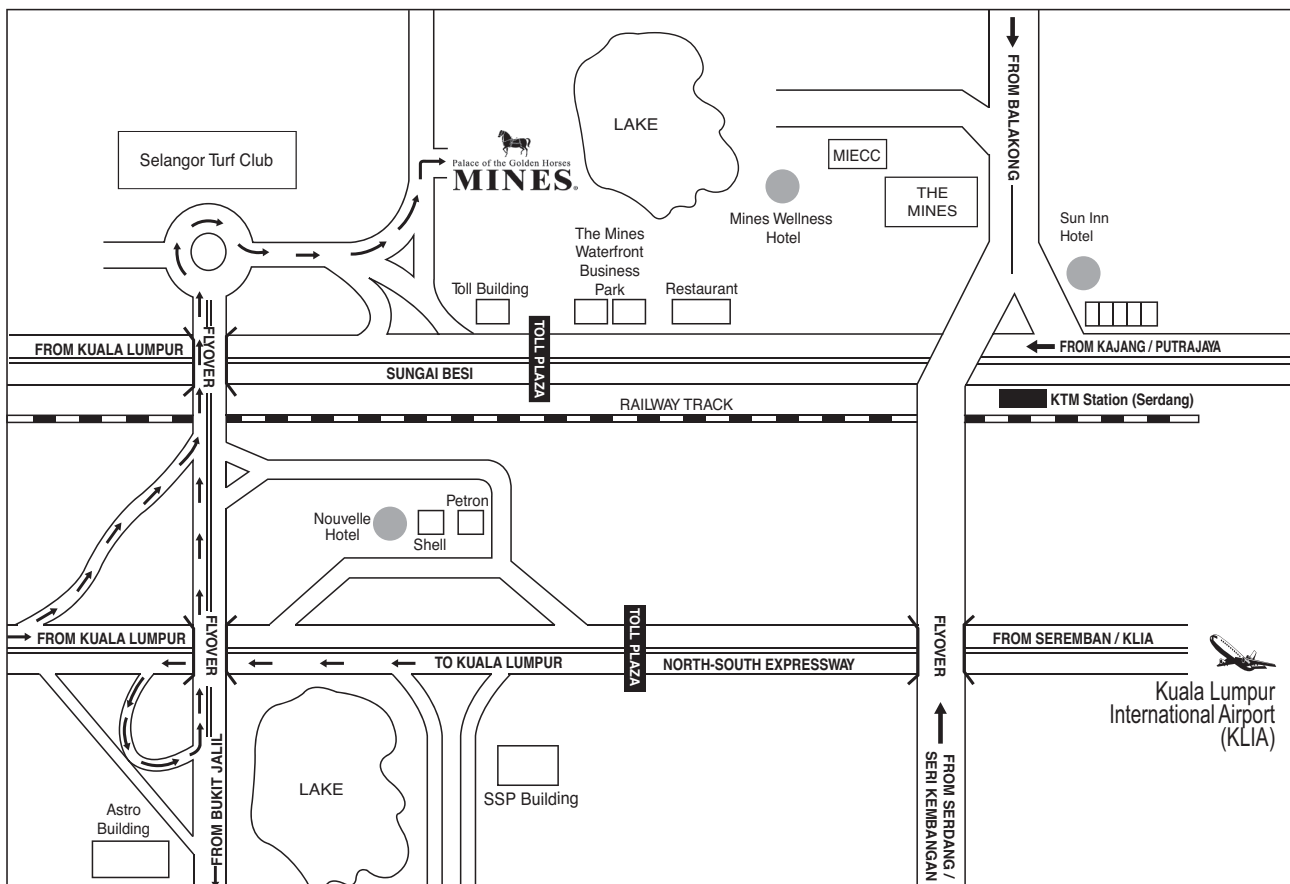 FROM BALAKONG
LAKE
Selangor Turf Club
Palace of the Golden Horses
MINES®
MIECC
THE
MINES
Mines Wellness
Hotel
Sun Inn
Hotel
The Mines
Waterfront
Business
Park
Toll Building
Restaurant
FLYOVER
TOLL PLAZA
FROM KUALA LUMPUR
FROM KAJANG / PUTRAJAYA
SUNGAI BESI
RAILWAY TRACK
KTM Station (Serdang)
Nouvelle
Hotel
Petron
Shell
FLYOVER
TOLL PLAZA
FLYOVER
FROM KUALA LUMPUR
FROM SEREMBAN / KLIA
TO KUALA LUMPUR
NORTH-SOUTH EXPRESSWAY
Kuala Lumpur
International Airport
(KLIA)
FROM BUKIT JALIL
LAKE
SSP Building
FROM SERDANG /
SERI KEMBANGAN
Astro
Building